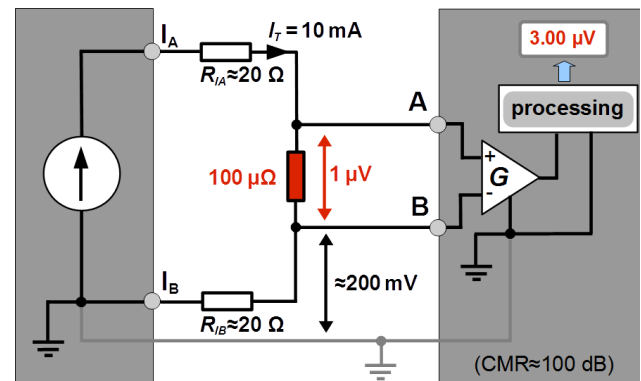 I_A
I_T = 10 mA
R_IA≈20 Ω
3.00 µV
processing
A
+
G
-
100 µΩ
1 µV
B
I_B
R_IB≈20 Ω
≈200 mV
(CMR≈100 dB)